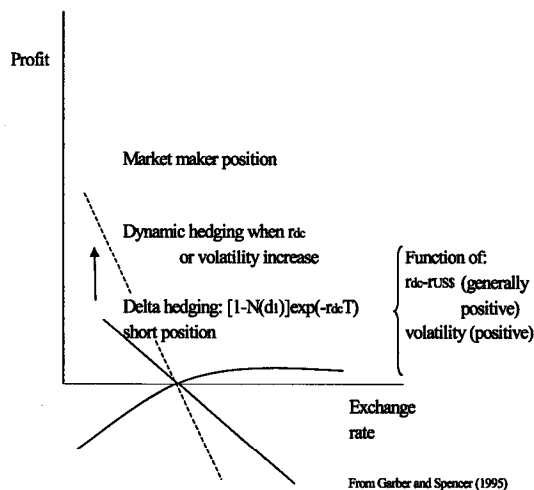 Profit
Market maker position
Dynamic hedging when rdc
or volatility increase
Delta hedging: [1-N(d1)]exp(-rdcT)
short position
Function of:
rdc-rUS$ (generally
positive)
volatility (positive)
Exchange
rate
From Garber and Spencer (1995)